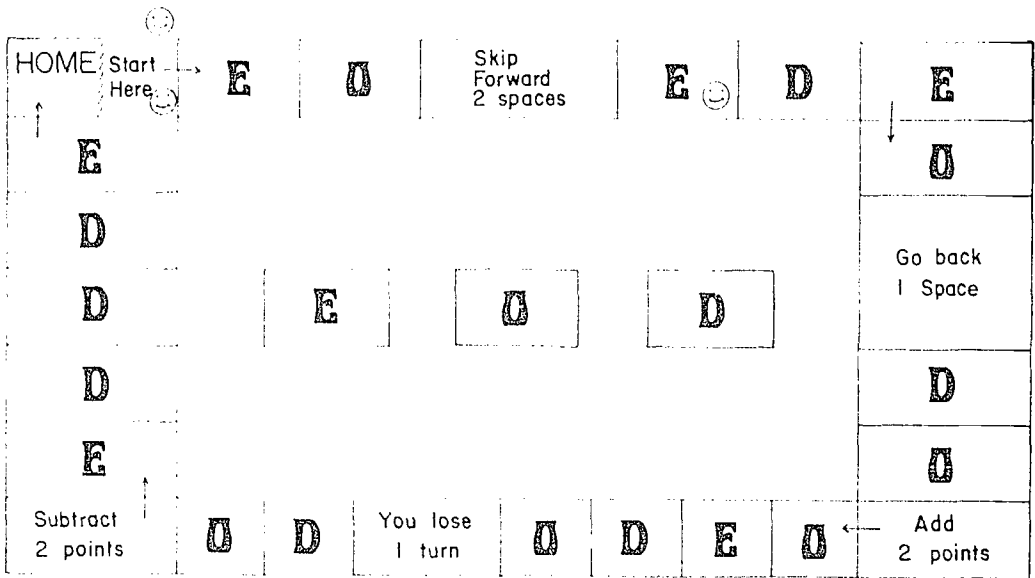 HOME
Start
Here
E
O
Skip
Forward
2 spaces
E
D
E
O
Go back
1 Space
D
O
Add
2 points
O
E
D
O
You lose
1 turn
D
O
Subtract
2 points
E
D
D
D
E
E
O
D